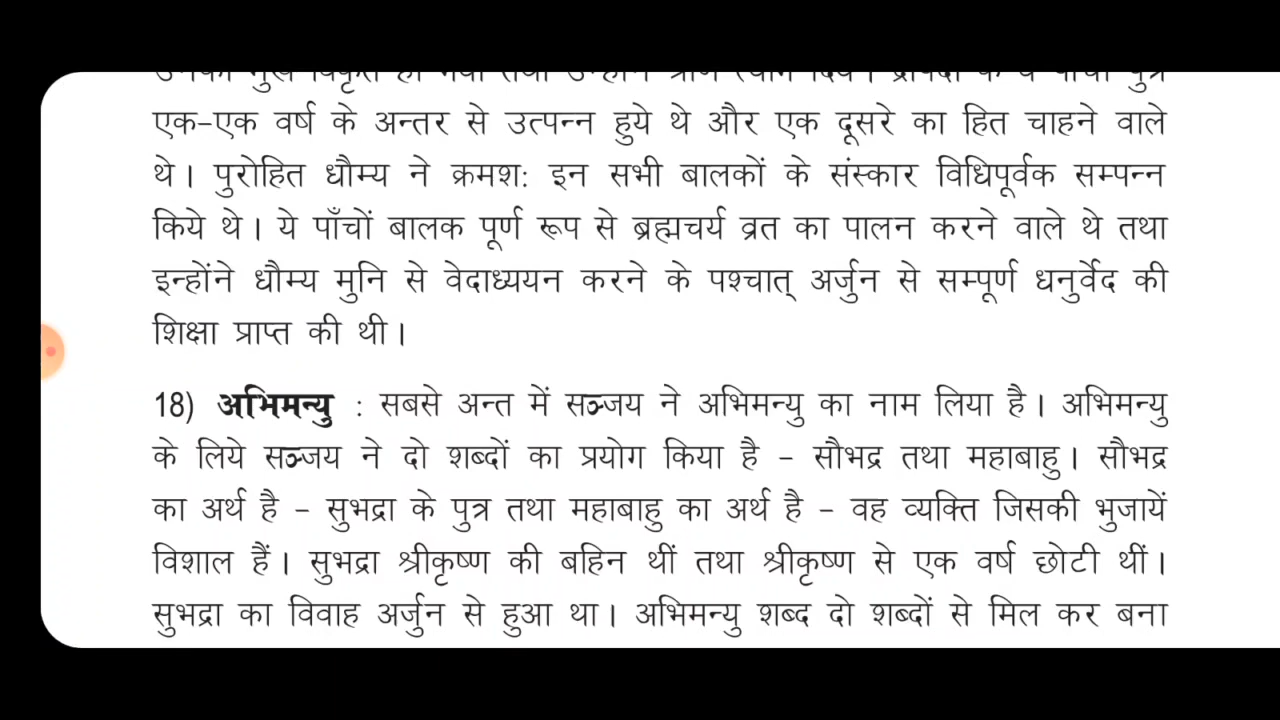 एक-एक वर्ष के अन्तर से उत्पन्न हुये थे और एक दूसरे का हित चाहने वाले
थे। पुरोहित धौम्य ने क्रमश: इन सभी बालकों के संस्कार विधिपूर्वक सम्पन्न
किये थे। ये पाँचों बालक पूर्ण रूप से ब्रह्मचर्य व्रत का पालन करने वाले थे तथा
इन्होंने धौम्य मुनि से वेदाध्ययन करने के पश्चात् अर्जुन से सम्पूर्ण धनुर्वेद की
शिक्षा प्राप्त की थी।
18) अभिमन्यु : सबसे अन्त में सञ्जय ने अभिमन्यु का नाम लिया है। अभिमन्यु
के लिये सञ्जय ने दो शब्दों का प्रयोग किया है - सौभद्र तथा महाबाहु। सौभद्र
का अर्थ है - सुभद्रा के पुत्र तथा महाबाहु का अर्थ है - वह व्यक्ति जिसकी भुजायें
विशाल हैं। सुभद्रा श्रीकृष्ण की बहिन थीं तथा श्रीकृष्ण से एक वर्ष छोटी थीं।
सुभद्रा का विवाह अर्जुन से हुआ था। अभिमन्यु शब्द दो शब्दों से मिल कर बना